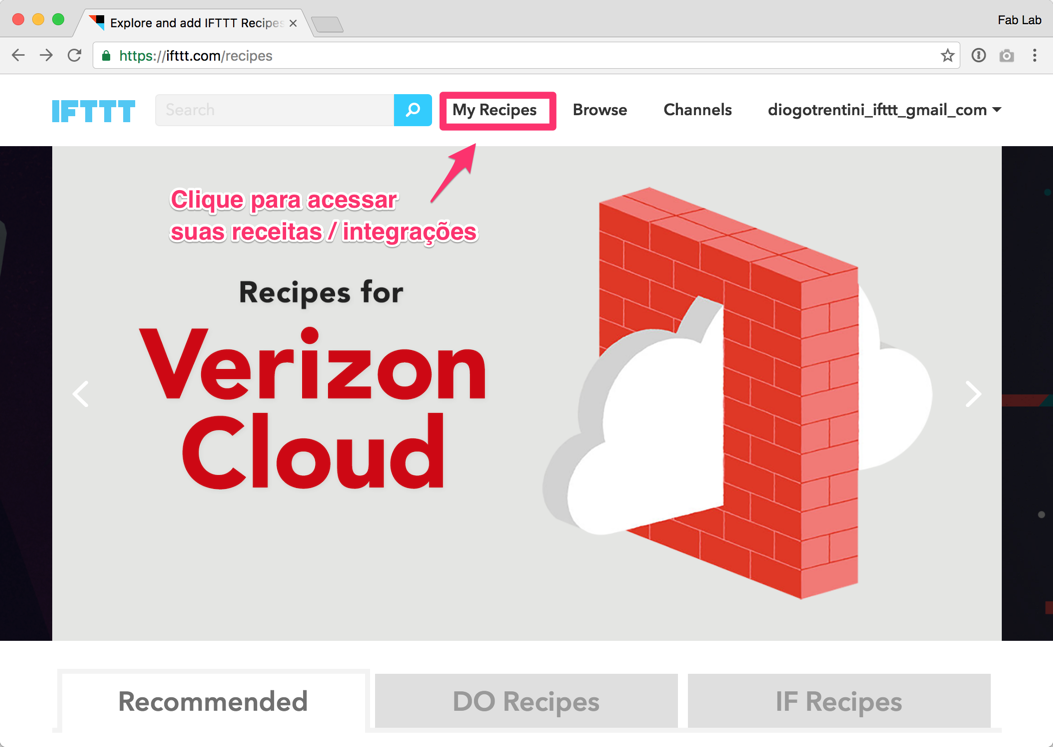 Explore and add IFTTT Recipes
Fab Lab
https://ifttt.com/recipes
IFTTT
Search
My Recipes
Browse
Channels
diogotrentini_ifttt_gmail_com
Clique para acessar
suas receitas / integrações
Recipes for
Verizon
Cloud
Recommended
DO Recipes
IF Recipes